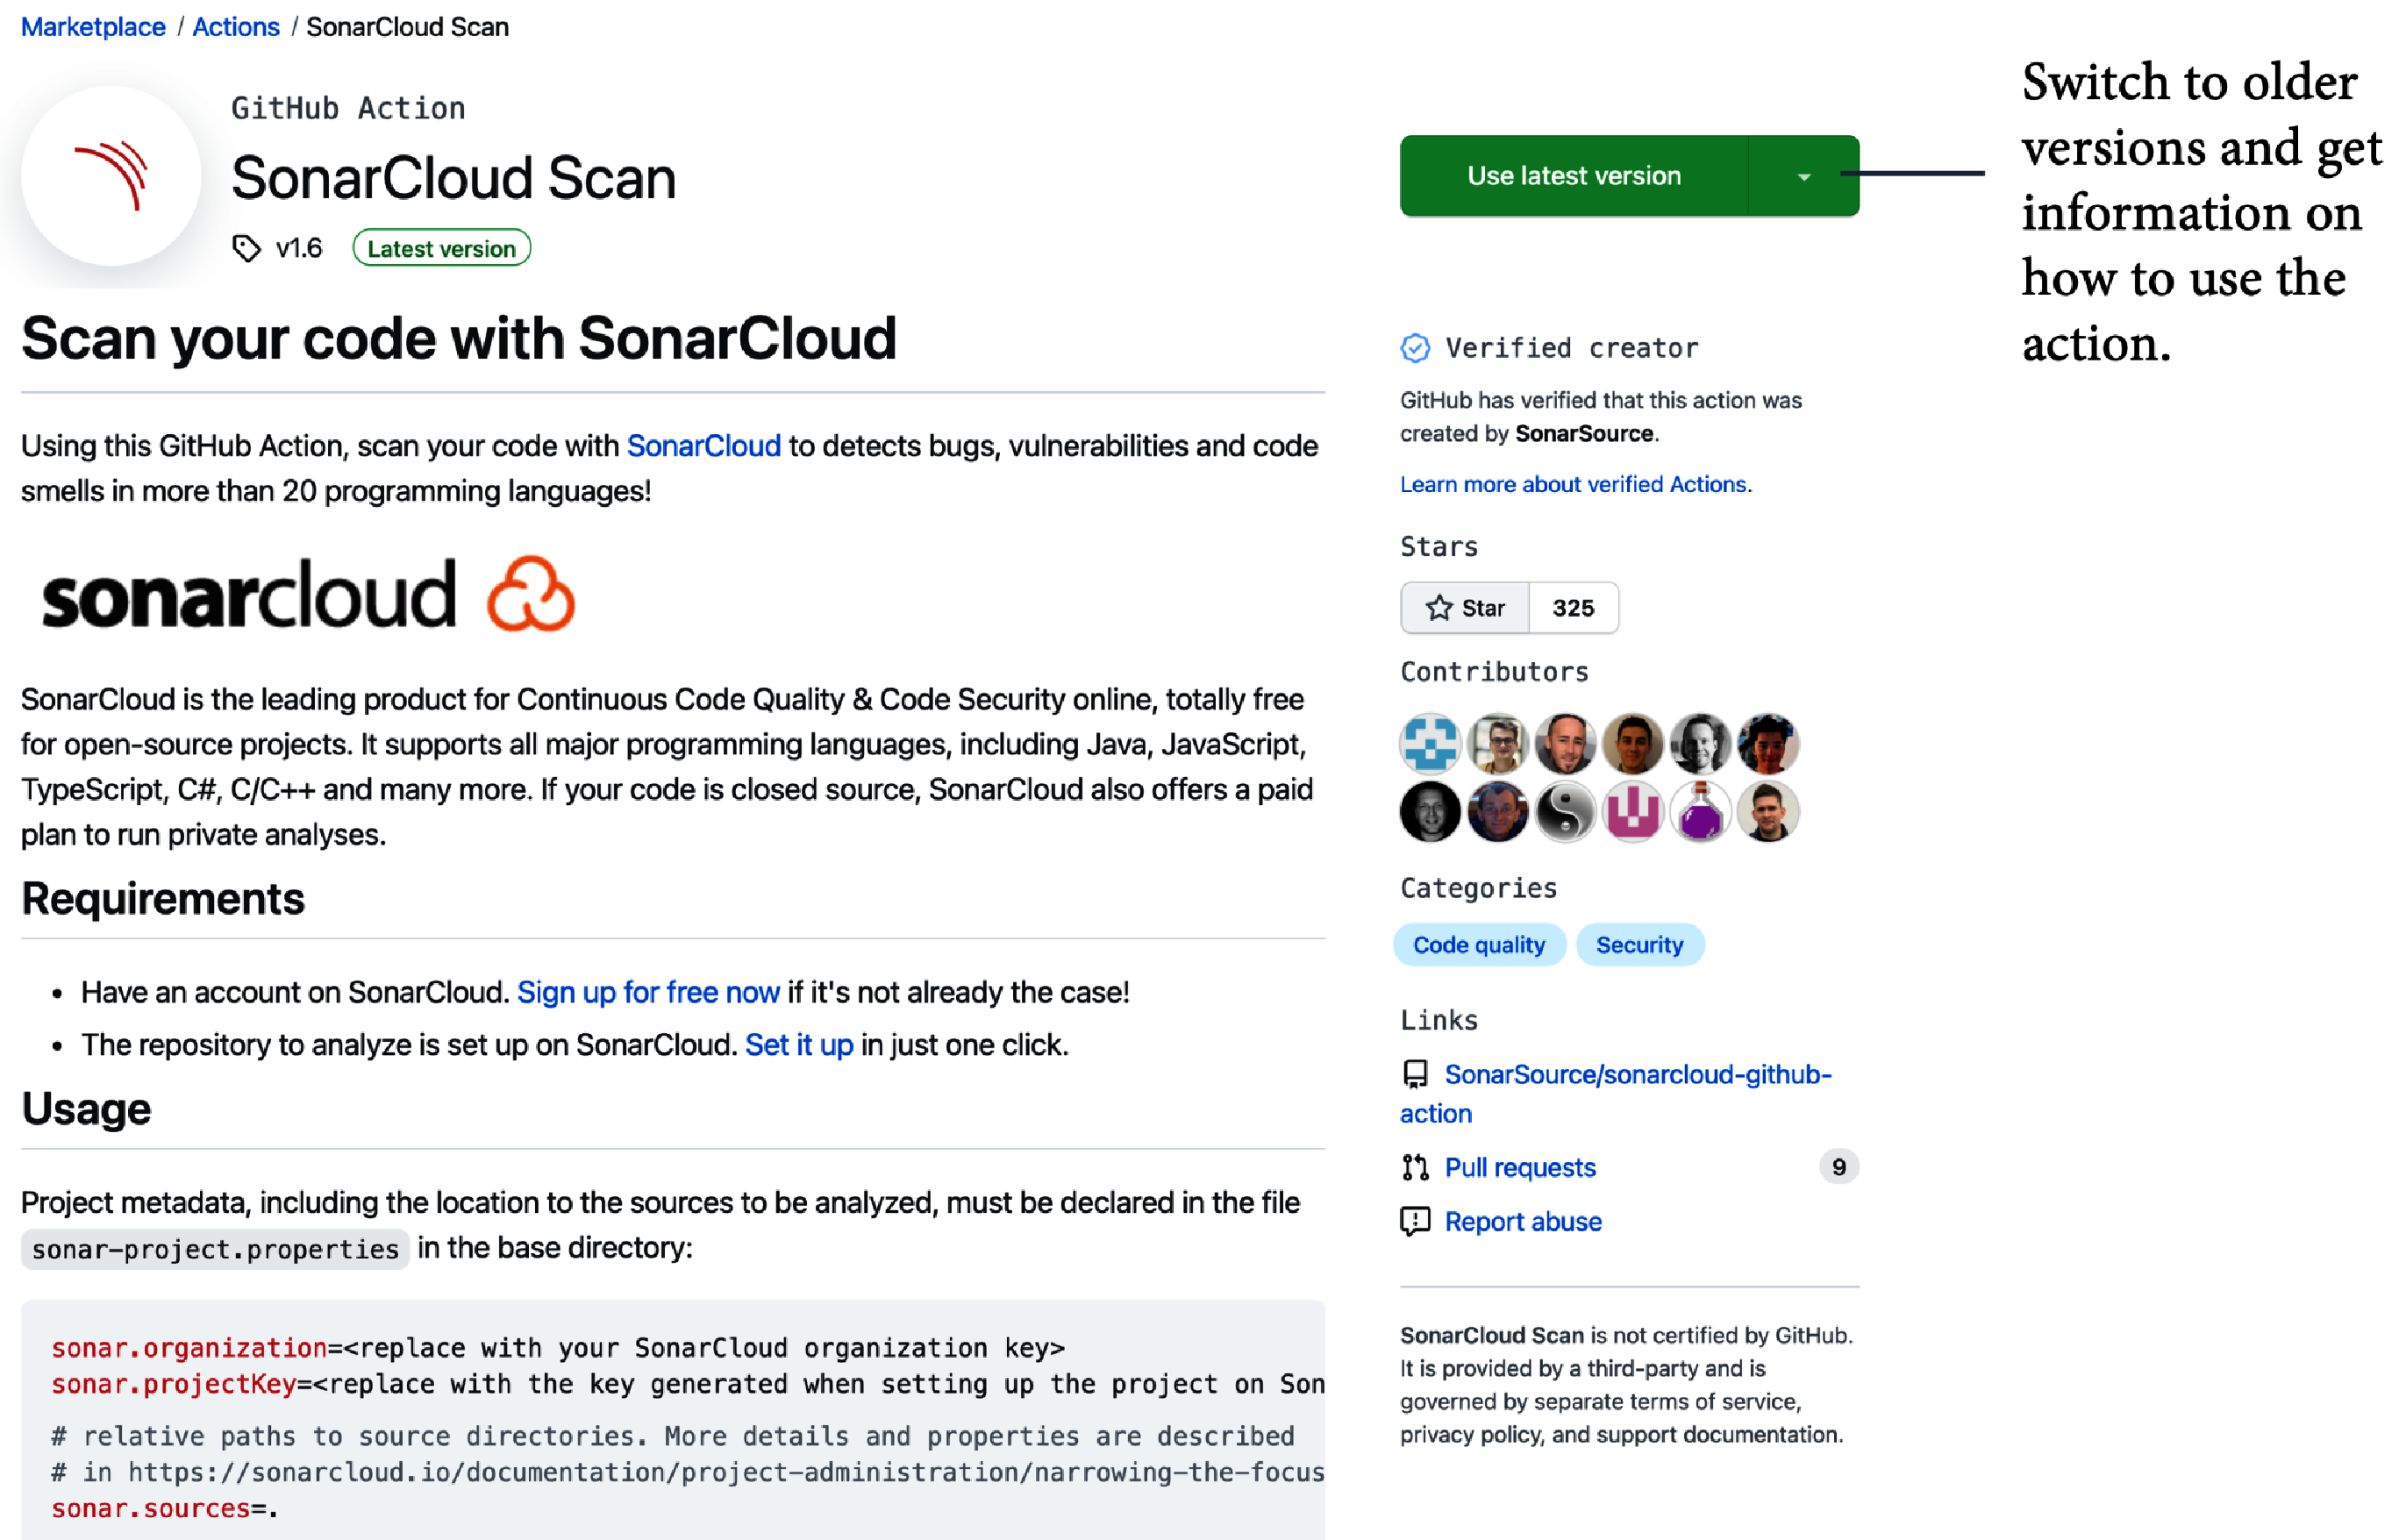 Marketplace / Actions / SonarCloud Scan
GitHub Action
SonarCloud Scan
v1.6 Latest version
Scan your code with SonarCloud
Using this GitHub Action, scan your code with SonarCloud to detects bugs, vulnerabilities and code
smells in more than 20 programming languages!
sonarcloud
SonarCloud is the leading product for Continuous Code Quality & Code Security online, totally free
for open-source projects. It supports all major programming languages, including Java, JavaScript,
TypeScript, C#, C/C++ and many more. If your code is closed source, SonarCloud also offers a paid
plan to run private analyses.
Requirements
• Have an account on SonarCloud. Sign up for free now if it's not already the case!
• The repository to analyze is set up on SonarCloud. Set it up in just one click.
Usage
Project metadata, including the location to the sources to be analyzed, must be declared in the file
sonar-project.properties in the base directory:
sonar.organization=<replace with your SonarCloud organization key>
sonar.projectKey=<replace with the key generated when setting up the project on Son
# relative paths to source directories. More details and properties are described
# in https://sonarcloud.io/documentation/project-administration/narrowing-the-focus
sonar.sources=.
Use latest version
Verified creator
GitHub has verified that this action was
created by SonarSource.
Learn more about verified Actions.
Stars
Star 325
Contributors
Categories
Code quality Security
Links
SonarSource/sonarcloud-github-
action
Pull requests 9
Report abuse
SonarCloud Scan is not certified by GitHub.
It is provided by a third-party and is
governed by separate terms of service,
privacy policy, and support documentation.
Switch to older
versions and get
information on
how to use the
action.